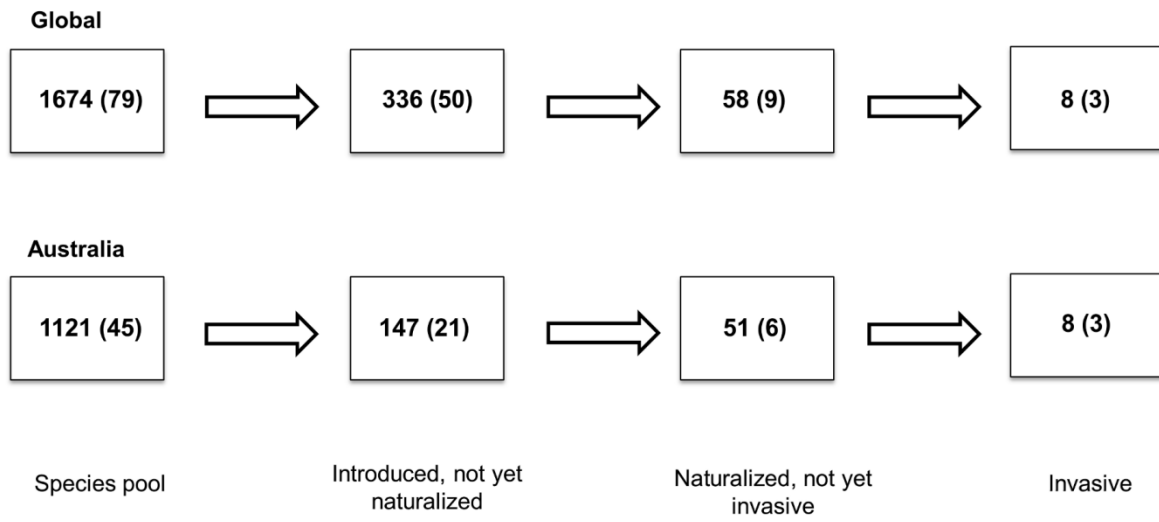 Global
1674 (79)
336 (50)
58 (9)
8 (3)
Australia
1121 (45)
147 (21)
51 (6)
8 (3)
Species pool
Introduced, not yet
naturalized
Naturalized, not yet
invasive
Invasive